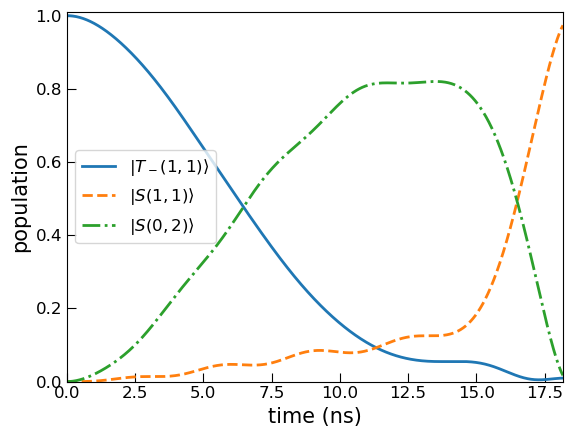 population
1.0
0.8
0.6
0.4
0.2
0.0
|T₋(1, 1)⟩
|S(1, 1)⟩
|S(0, 2)⟩
0.0 2.5 5.0 7.5 10.0 12.5 15.0 17.5
time (ns)